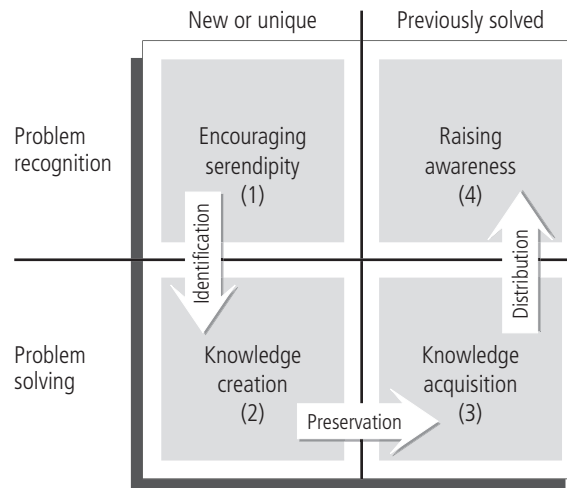 New or unique
Previously solved
Problem
recognition
Encouraging
serendipity
(1)
Raising
awareness
(4)
Identification
Distribution
Problem
solving
Knowledge
creation
(2)
Preservation
Knowledge
acquisition
(3)